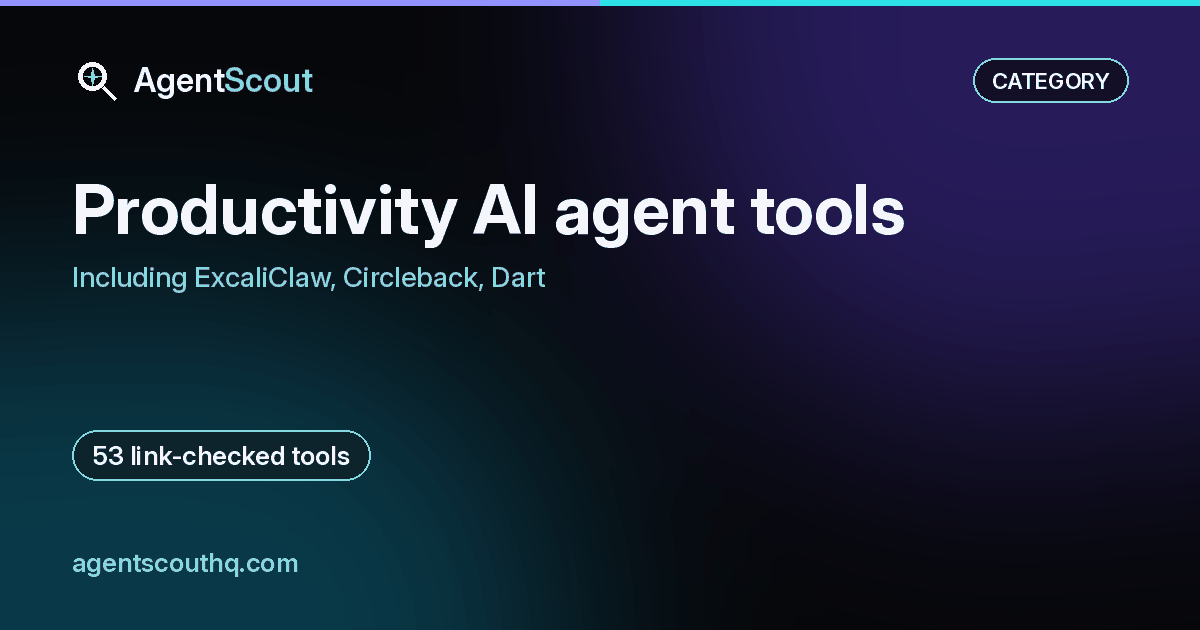 AgentScout
CATEGORY
Productivity AI agent tools
Including ExcaliClaw, Circleback, Dart
53 link-checked tools
agentscouthq.com